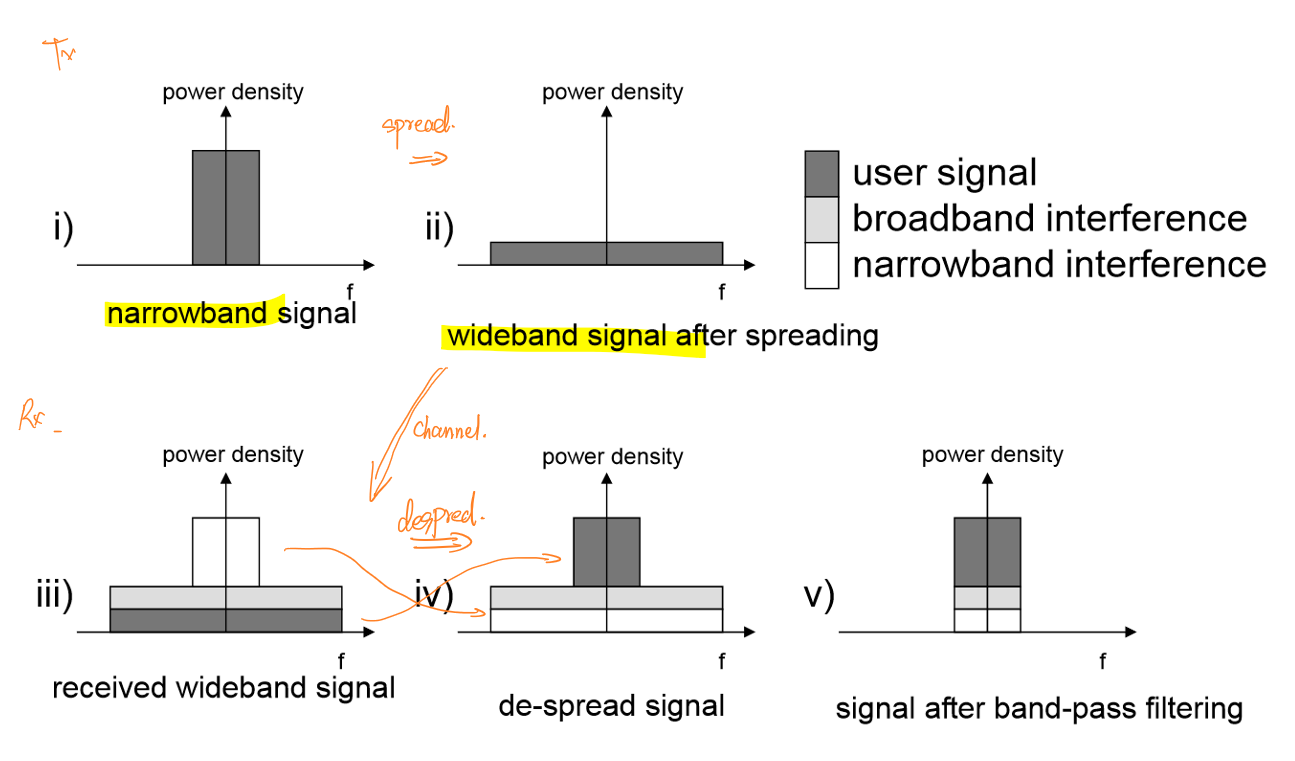 Tx
power density
power density
spread.
user signal
broadband interference
narrowband interference
i)
ii)
f
f
narrowband signal
wideband signal after spreading
Rx -
channel.
power density
power density
power density
despred.
iii)
iv)
v)
f
f
f
received wideband signal
de-spread signal
signal after band-pass filtering